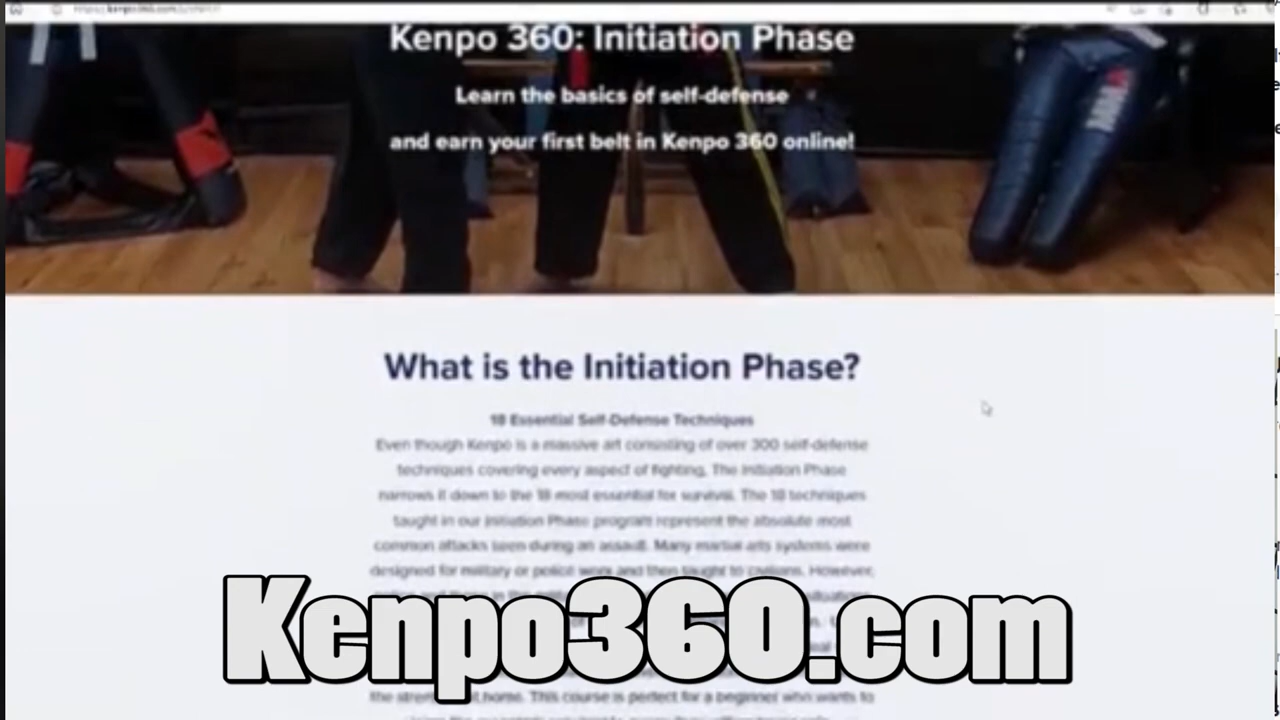 Kenpo 360: Initiation Phase
Learn the basics of self-defense
and earn your first belt in Kenpo 360 online!
What is the Initiation Phase?
18 Essential Self-Defense Techniques
Even though Kenpo is a massive art consisting of over 300 self-defense
techniques covering every aspect of fighting, The Initiation Phase
narrows it down to the 18 most essential for survival. The 18 techniques
taught in our Initiation Phase program represent the absolute most
common attacks seen during an assault. Many martial arts systems were
designed for military or police work and then taught to civilians. However,
Kenpo360.com
at home. This course is perfect for a beginner who wants to